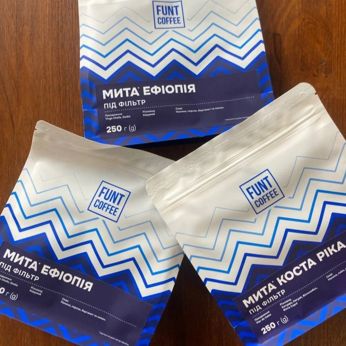 FUNT
COFFEE
МИТА ЕФІОПІЯ
ПІД ФІЛЬТР
250 г (g)
FUNT
COFFEE
МИТА ЕФІОПІЯ
ПІД ФІЛЬТР
250 г (g)
FUNT
COFFEE
МИТА КОСТА РІКА
ПІД ФІЛЬТР
250 г (g)